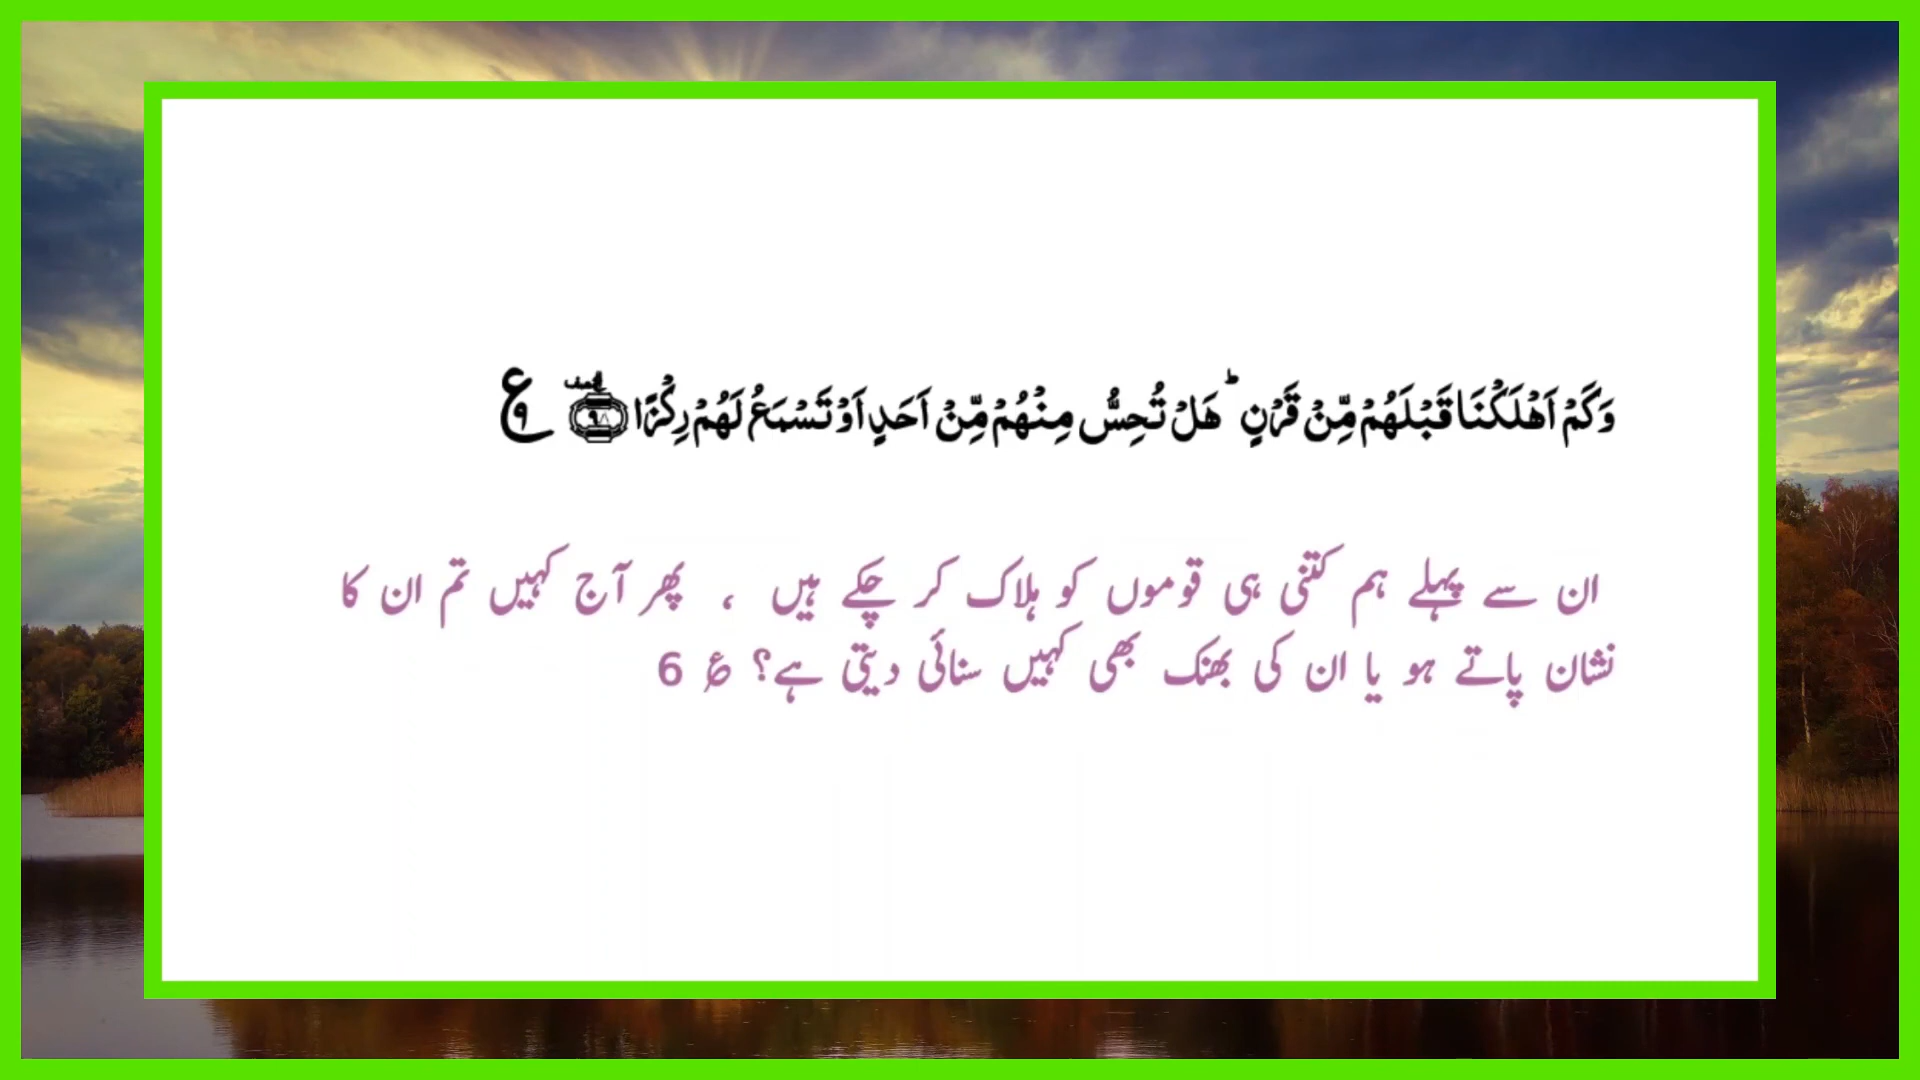 وَكَمْ اَهْلَكْنَا قَبْلَهُمْ مِّنْ قَرْنٍ ؕ هَلْ تُحِسُّ مِنْهُمْ مِّنْ اَحَدٍ اَوْ تَسْمَعُ لَهُمْ رِكْزًا ۹۸ ع ۹
ان سے پہلے ہم کتنی ہی قوموں کو ہلاک کر چکے ہیں ، پھر آج کہیں تم ان کا
نشان پاتے ہو یا ان کی بھنک بھی کہیں سنائی دیتی ہے؟ ؏ 6